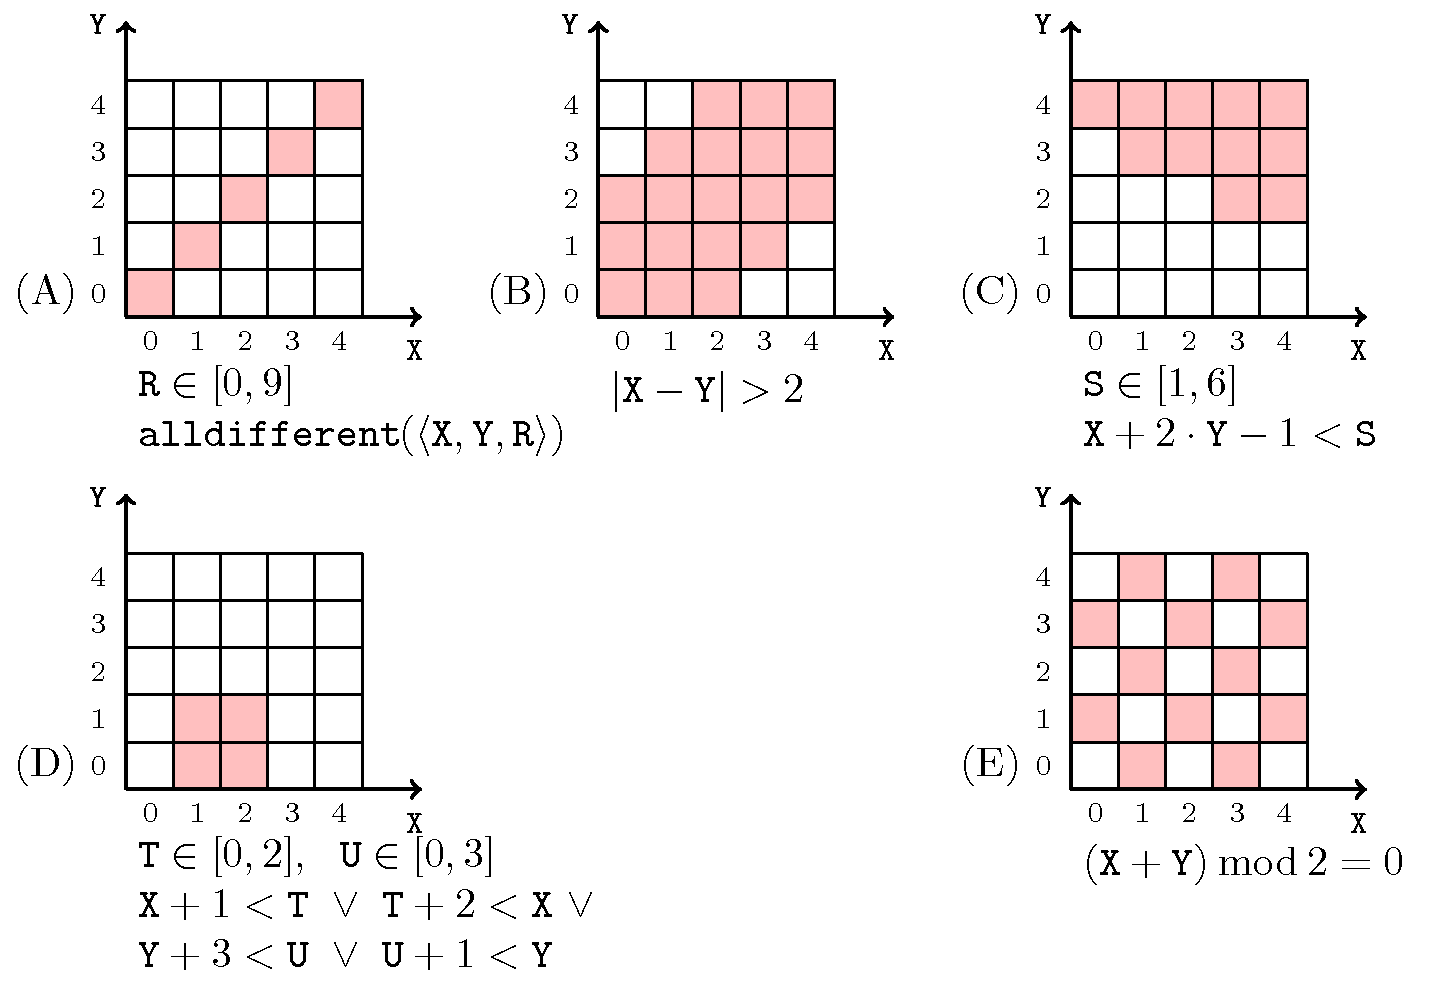 Y
4
3
2
1
(A) 0
0 1 2 3 4
X
R ∈ [0, 9]
alldifferent(⟨X, Y, R⟩)
Y
4
3
2
1
(B) 0
0 1 2 3 4
X
|X − Y| > 2
Y
4
3
2
1
(C) 0
0 1 2 3 4
X
S ∈ [1, 6]
X + 2 · Y − 1 < S
Y
4
3
2
1
(D) 0
0 1 2 3 4
X
T ∈ [0, 2], U ∈ [0, 3]
X + 1 < T ∨ T + 2 < X ∨
Y + 3 < U ∨ U + 1 < Y
Y
4
3
2
1
(E) 0
0 1 2 3 4
X
(X + Y) mod 2 = 0